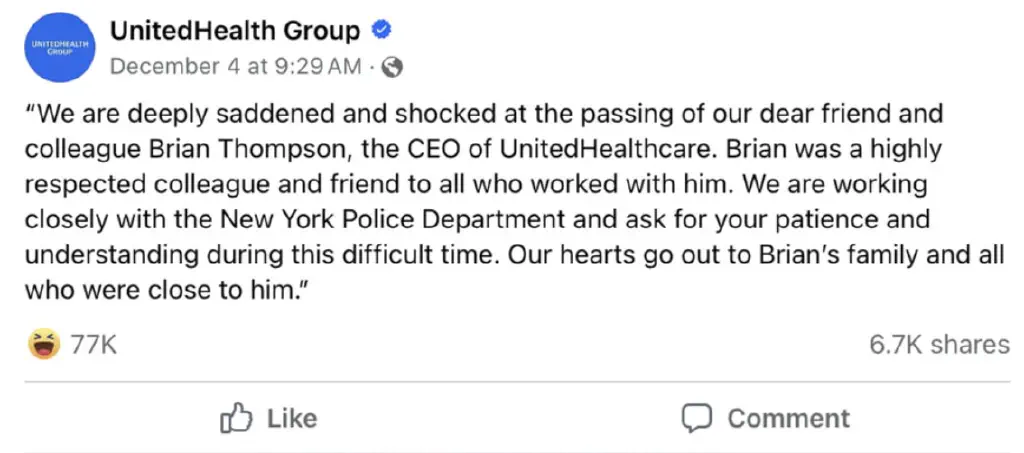 UNITEDHEALTH
GROUP
UnitedHealth Group
December 4 at 9:29 AM ·
“We are deeply saddened and shocked at the passing of our dear friend and
colleague Brian Thompson, the CEO of UnitedHealthcare. Brian was a highly
respected colleague and friend to all who worked with him. We are working
closely with the New York Police Department and ask for your patience and
understanding during this difficult time. Our hearts go out to Brian’s family and all
who were close to him.”
77K 6.7K shares
Like Comment